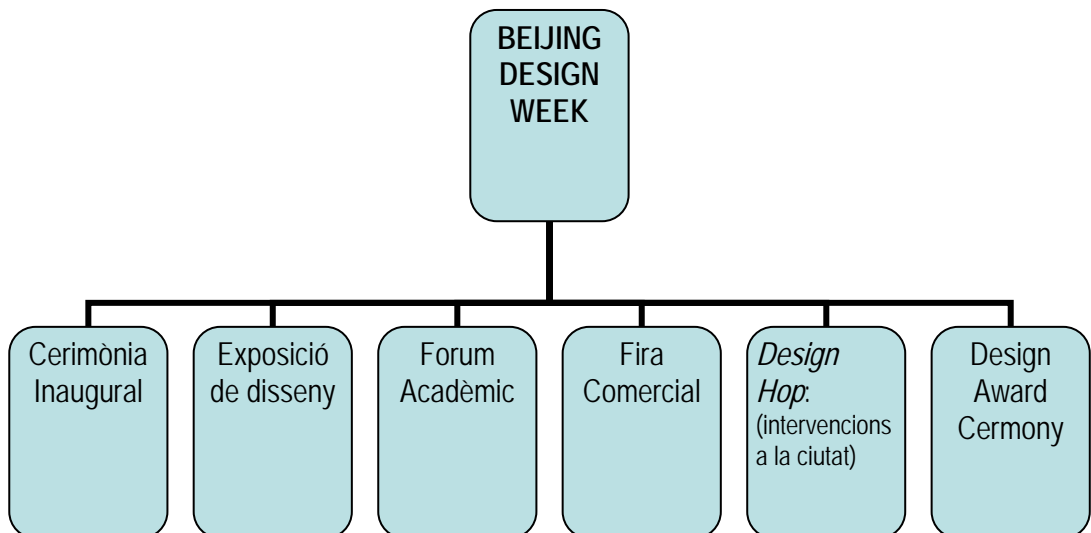 BEIJING
DESIGN
WEEK
Cerimònia
Inaugural
Exposició
de disseny
Forum
Acadèmic
Fira
Comercial
Design
Hop:
(intervencions
a la ciutat)
Design
Award
Cermony